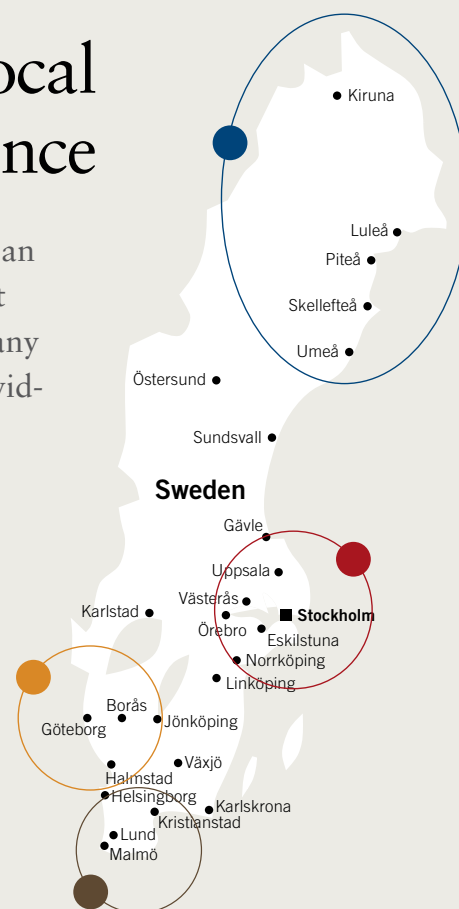 ocal
nce
an
t
any
vid-
Kiruna
Luleå
Piteå
Skellefteå
Umeå
Östersund
Sundsvall
Sweden
Gävle
Uppsala
Västerås
Karlstad
Stockholm
Örebro
Eskilstuna
Norrköping
Linköping
Borås
Göteborg
Jönköping
Växjö
Halmstad
Helsingborg
Karlskrona
Kristianstad
Lund
Malmö